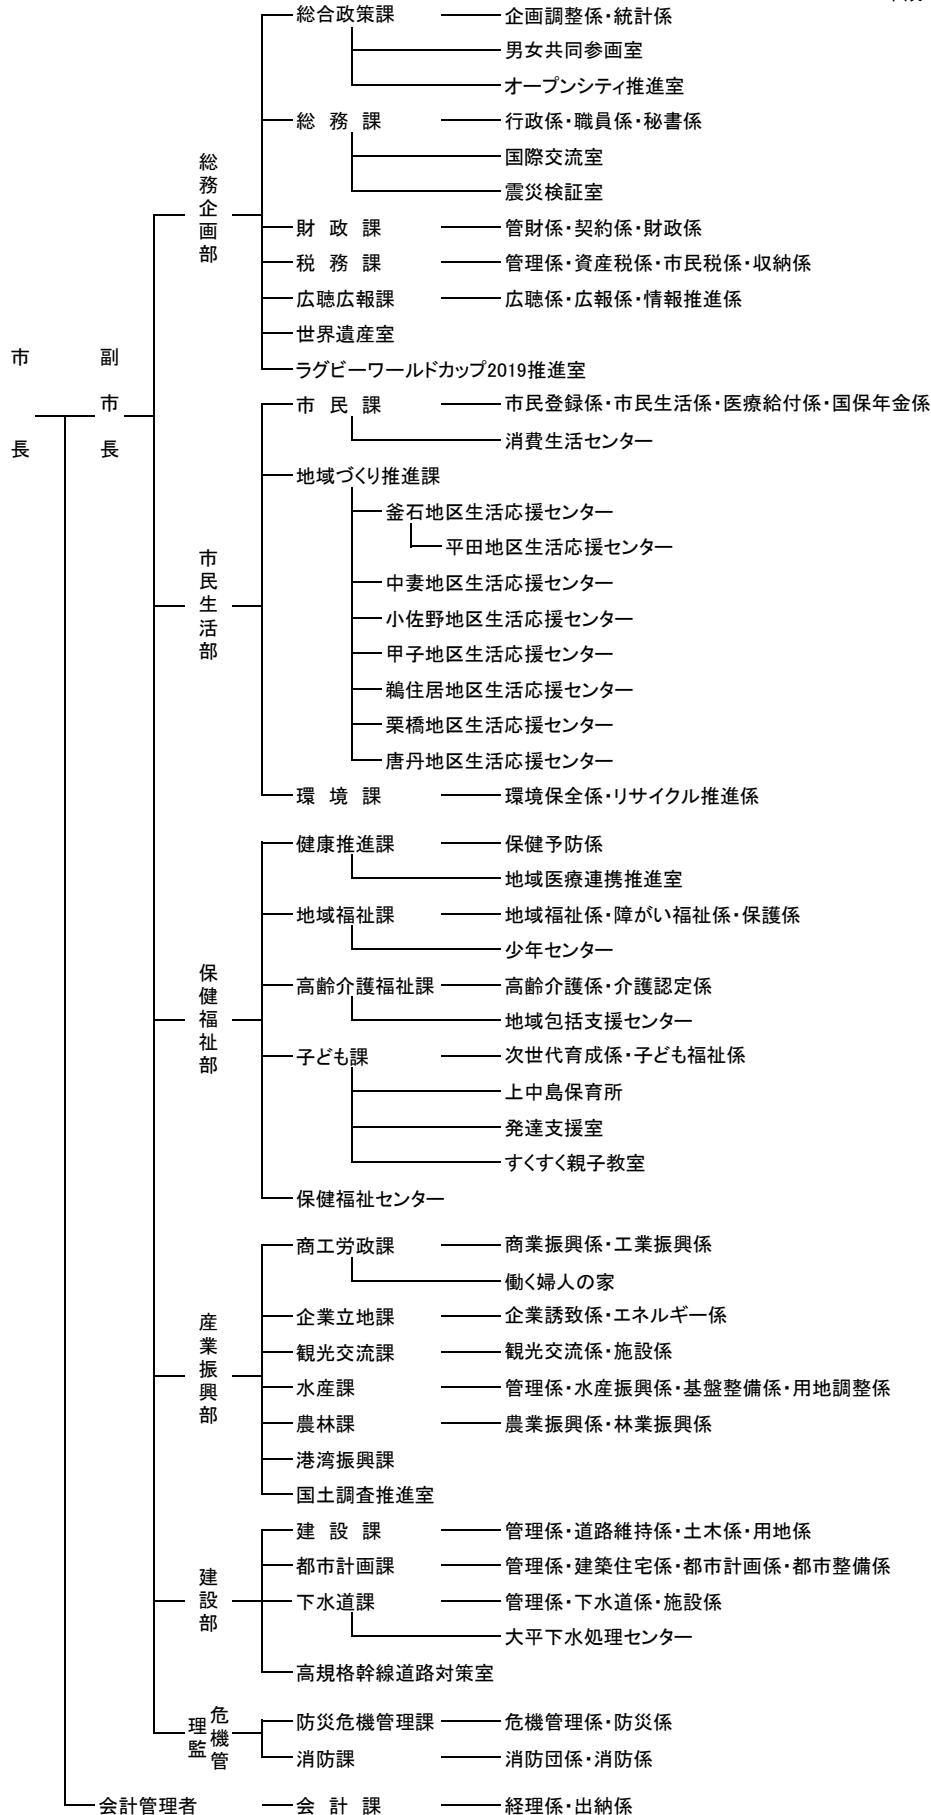 総合政策課 企画調整係・統計係
男女共同参画室
オープンシティ推進室
総務課 行政係・職員係・秘書係
国際交流室
震災検証室
総務企画部
財政課 管財係・契約係・財政係
税務課 管理係・資産税係・市民税係・収納係
広聴広報課 広聴係・広報係・情報推進係
世界遺産室
ラグビーワールドカップ2019推進室
市長
副市長
市民課 市民登録係・市民生活係・医療給付係・国保年金係
消費生活センター
地域づくり推進課
釜石地区生活応援センター
平田地区生活応援センター
市民生活部
中妻地区生活応援センター
小佐野地区生活応援センター
甲子地区生活応援センター
鵜住居地区生活応援センター
栗橋地区生活応援センター
唐丹地区生活応援センター
環境課 環境保全係・リサイクル推進係
健康推進課 保健予防係
地域医療連携推進室
地域福祉課 地域福祉係・障がい福祉係・保護係
少年センター
保健福祉部
高齢介護福祉課 高齢介護係・介護認定係
地域包括支援センター
子ども課 次世代育成係・子ども福祉係
上中島保育所
発達支援室
すくすく親子教室
保健福祉センター
商工労政課 商業振興係・工業振興係
働く婦人の家
産業振興部
企業立地課 企業誘致係・エネルギー係
観光交流課 観光交流係・施設係
水産課 管理係・水産振興係・基盤整備係・用地調整係
農林課 農業振興係・林業振興係
港湾振興課
国土調査推進室
建設課 管理係・道路維持係・土木係・用地係
都市計画課 管理係・建築住宅係・都市計画係・都市整備係
建設部
下水道課 管理係・下水道係・施設係
大平下水処理センター
高規格幹線道路対策室
危機管理監
防災危機管理課 危機管理係・防災係
消防課 消防団係・消防係
会計管理者 会計課 経理係・出納係